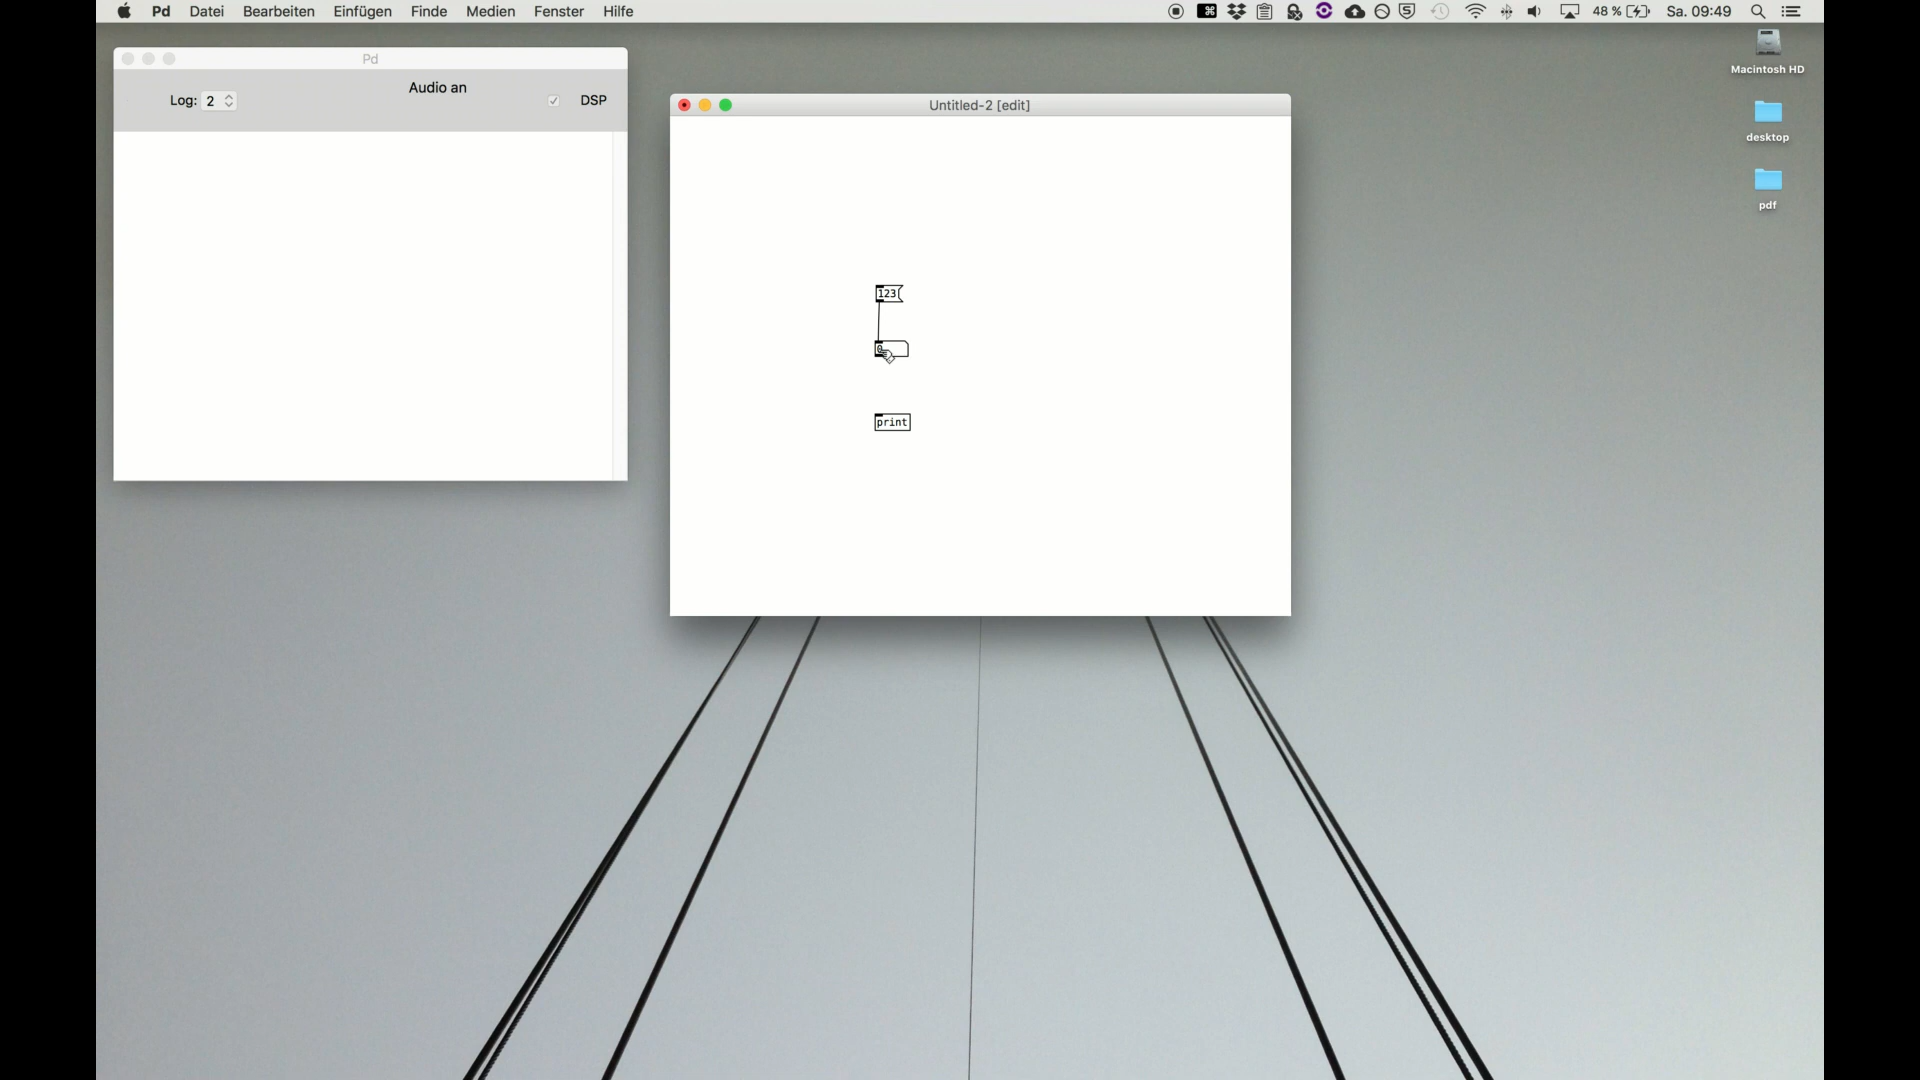 Pd Datei Bearbeiten Einfügen Finde Medien Fenster Hilfe 48 % Sa. 09:49
Macintosh HD
desktop
pdf
Pd
Audio an
Log: 2 DSP
Untitled-2 [edit]
123
0
print